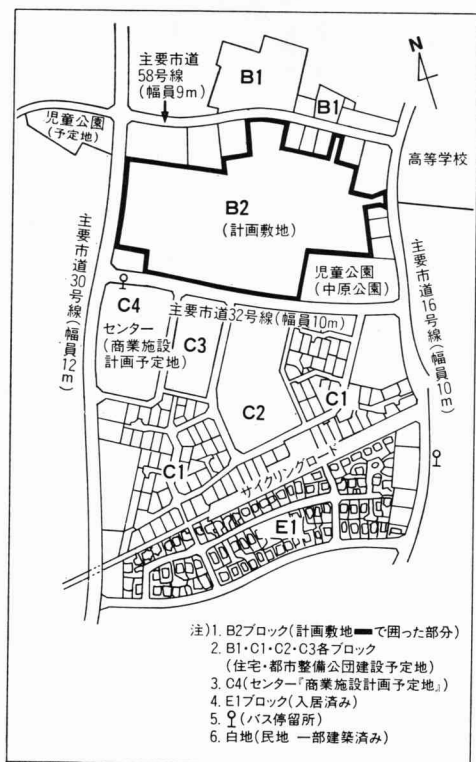 主要市道
58号線
(幅員9m)
B1
B1
N
児童公園
(予定地)
高等学校
B2
(計画敷地)
主要市道30号線(幅員12m)
児童公園
(中原公園)
主要市道16号線(幅員10m)
主要市道32号線(幅員10m)
C4
センター
(商業施設
計画予定地)
C3
C2
C1
C1
サイクリングロード
E1
注)1. B2ブロック(計画敷地━で囲った部分)
2. B1・C1・C2・C3各ブロック
(住宅・都市整備公団建設予定地)
3. C4(センター『商業施設計画予定地』)
4. E1ブロック(入居済み)
5. (バス停留所)
6. 白地(民地 一部建築済み)